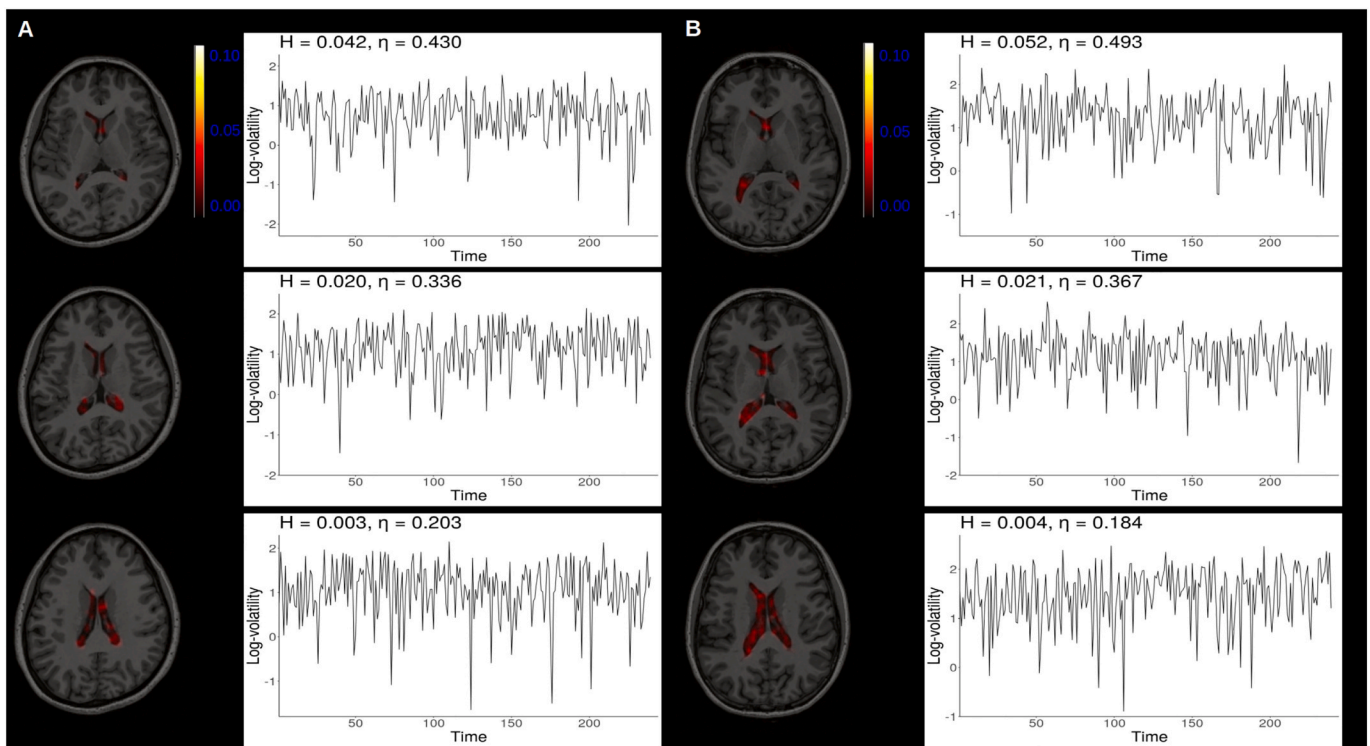 A
0.10
0.05
0.00
H = 0.042, η = 0.430
Log-volatility
2
1
0
-1
-2
50
100
150
200
Time
H = 0.020, η = 0.336
Log-volatility
2
1
0
-1
-2
50
100
150
200
Time
H = 0.003, η = 0.203
Log-volatility
2
1
0
-1
50
100
150
200
Time
B
0.10
0.05
0.00
H = 0.052, η = 0.493
Log-volatility
2
1
0
-1
50
100
150
200
Time
H = 0.021, η = 0.367
Log-volatility
2
1
0
-1
-2
50
100
150
200
Time
H = 0.004, η = 0.184
Log-volatility
2
1
0
-1
50
100
150
200
Time